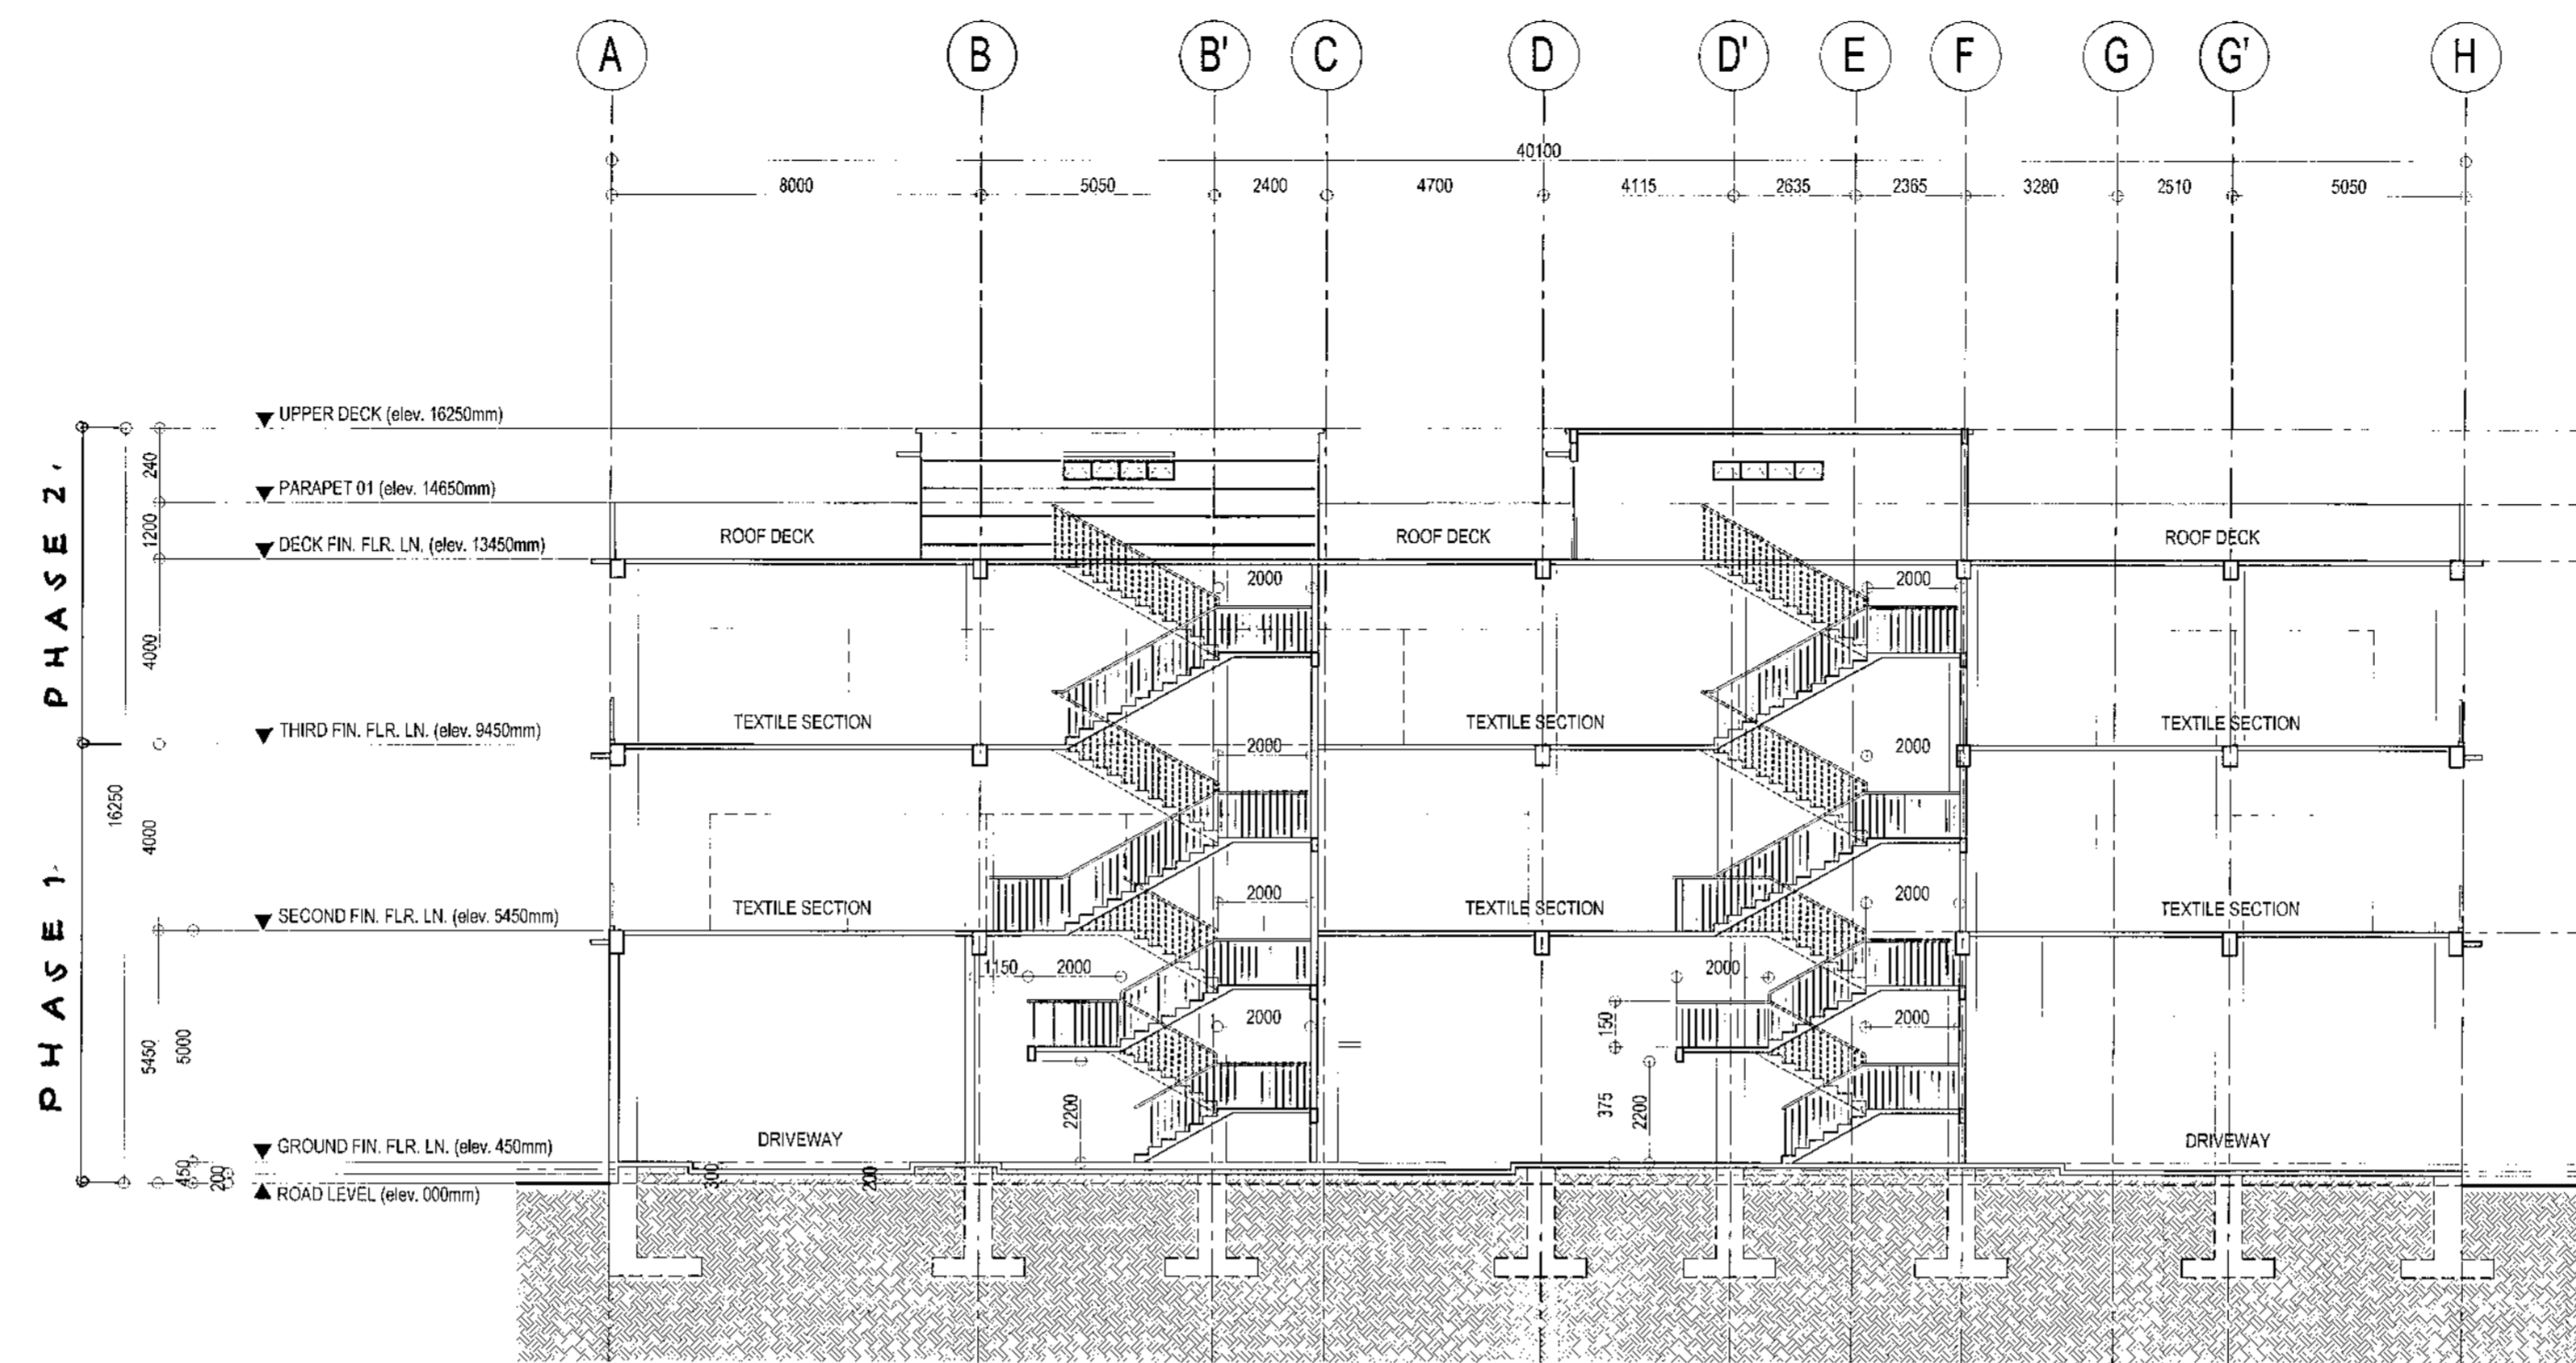 A B B' C D D' E F G G' H
40100
8000 5050 2400 4700 4115 2635 2365 3280 2510 5050
UPPER DECK (elev. 16250mm)
240
PARAPET 01 (elev. 14650mm)
1200
ROOF DECK ROOF DECK ROOF DECK
DECK FIN. FLR. LN. (elev. 13450mm)
2000 2000
PHASE 2
4000
TEXTILE SECTION TEXTILE SECTION TEXTILE SECTION
THIRD FIN. FLR. LN. (elev. 9450mm)
2000 2000
16250
4000
2000 2000
TEXTILE SECTION TEXTILE SECTION TEXTILE SECTION
SECOND FIN. FLR. LN. (elev. 5450mm)
1150 2000 2000
PHASE 1
2000 150 2000
5450 5000
2200 375 2200
DRIVEWAY DRIVEWAY
GROUND FIN. FLR. LN. (elev. 450mm)
450 200 300 200
ROAD LEVEL (elev. 000mm)